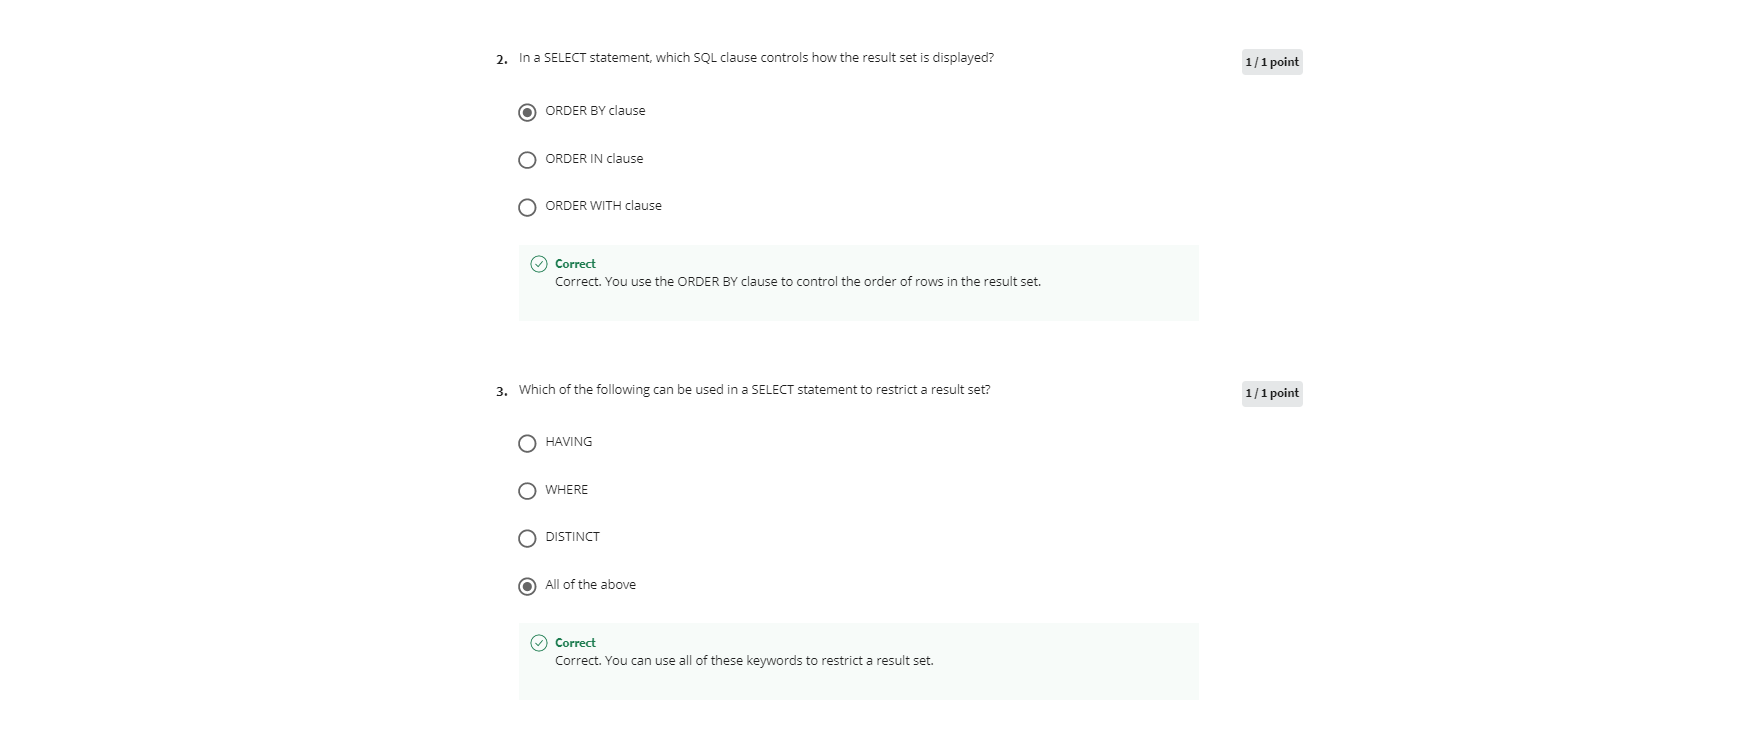 2. In a SELECT statement, which SQL clause controls how the result set is displayed?
1 / 1 point
ORDER BY clause
ORDER IN clause
ORDER WITH clause
Correct
Correct. You use the ORDER BY clause to control the order of rows in the result set.
3. Which of the following can be used in a SELECT statement to restrict a result set?
1 / 1 point
HAVING
WHERE
DISTINCT
All of the above
Correct
Correct. You can use all of these keywords to restrict a result set.